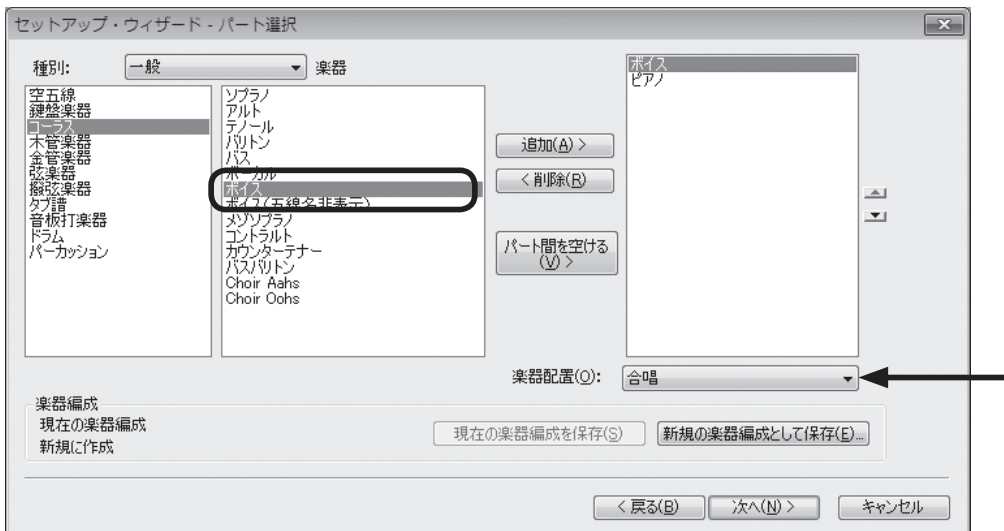 セットアップ・ウィザード - パート選択
種別: 一般 楽器
空五線
鍵盤楽器
コーラス
木管楽器
金管楽器
弦楽器
撥弦楽器
タブ譜
音板打楽器
ドラム
パーカッション
ソプラノ
アルト
テノール
バリトン
バス
ボーカル
ボイス
ボイス(五線名非表示)
メゾソプラノ
コントラルト
カウンターテナー
バスバリトン
Choir Aahs
Choir Oohs
追加(A) >
< 削除(R)
パート間を空ける
(V) >
ボイス
ピアノ
楽器配置(O): 合唱
楽器編成
現在の楽器編成
新規に作成
現在の楽器編成を保存(S) 新規の楽器編成として保存(E)...
< 戻る(B) 次へ(N) > キャンセル